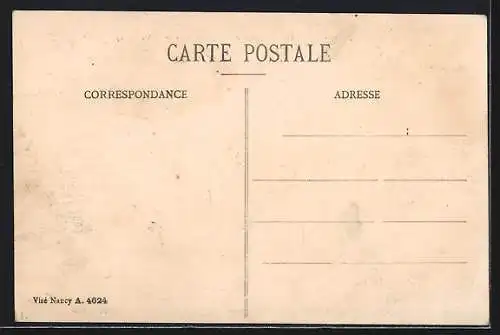 CARTE POSTALE
CORRESPONDANCE
ADRESSE
Visé Nancy A. 4624